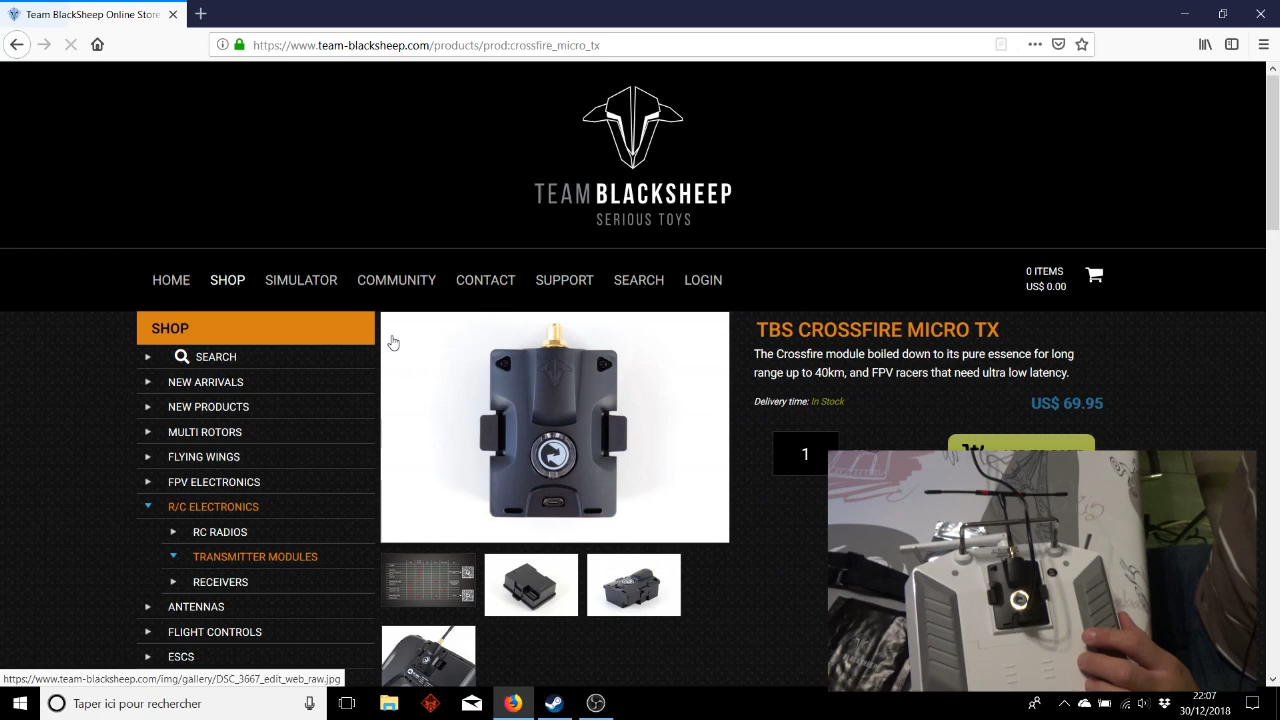 Team BlackSheep Online Store
https://www.team-blacksheep.com/products/prod:crossfire_micro_tx
TEAM BLACKSHEEP
SERIOUS TOYS
HOME SHOP SIMULATOR COMMUNITY CONTACT SUPPORT SEARCH LOGIN
0 ITEMS
US$ 0.00
SHOP
SEARCH
NEW ARRIVALS
NEW PRODUCTS
MULTI ROTORS
FLYING WINGS
FPV ELECTRONICS
R/C ELECTRONICS
RC RADIOS
TRANSMITTER MODULES
RECEIVERS
ANTENNAS
FLIGHT CONTROLS
ESCS
TBS CROSSFIRE MICRO TX
The Crossfire module boiled down to its pure essence for long
range up to 40km, and FPV racers that need ultra low latency.
Delivery time: In Stock
US$ 69.95
1
https://www.team-blacksheep.com/img/gallery/DSC_3667_edit_web_raw.jpg
Taper ici pour rechercher
22:07
30/12/2018